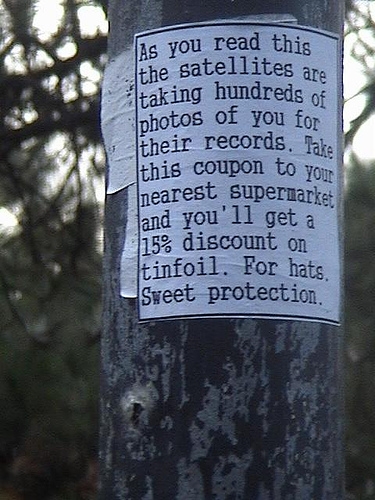 As you read this
the satellites are
taking hundreds of
photos of you for
their records. Take
this coupon to your
nearest supermarket
and you'll get a
15% discount on
tinfoil. For hats.
Sweet protection.